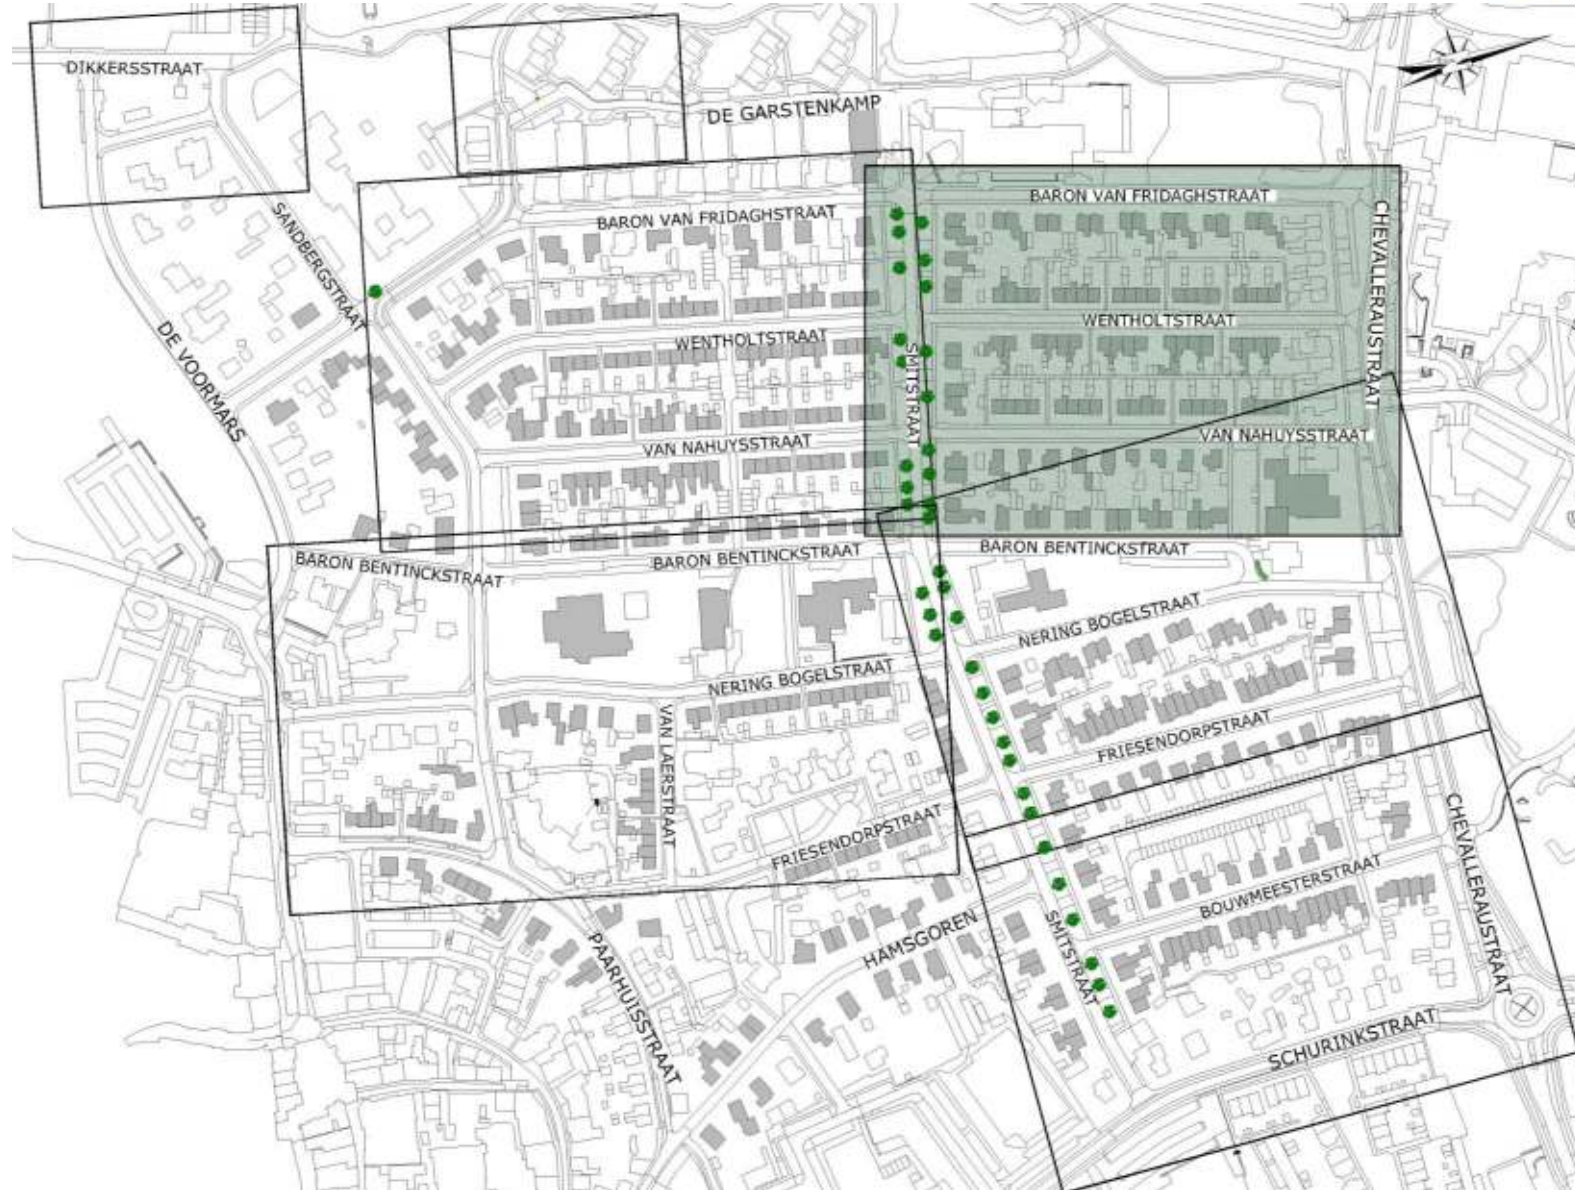 DIKKERSSTRAAT
DE GARSTENKAMP
SANDBERGSTRAAT
BARON VAN FRIDAGHSTRAAT
BARON VAN FRIDAGHSTRAAT
CHEVALLERAUSTRAAT
DE VOORMARS
WENTHOLTSTRAAT
WENTHOLTSTRAAT
SMITSTRAAT
VAN NAHUYSSTRAAT
VAN NAHUYSSTRAAT
BARON BENTINCKSTRAAT
BARON BENTINCKSTRAAT
BARON BENTINCKSTRAAT
NERING BOGELSTRAAT
NERING BOGELSTRAAT
VAN LAERSTRAAT
FRIESENDORPSTRAAT
FRIESENDORPSTRAAT
CHEVALLERAUSTRAAT
BOUWMEESTERSTRAAT
HAMSGOREN
SMITSTRAAT
PAARHUISSTRAAT
SCHURINKSTRAAT